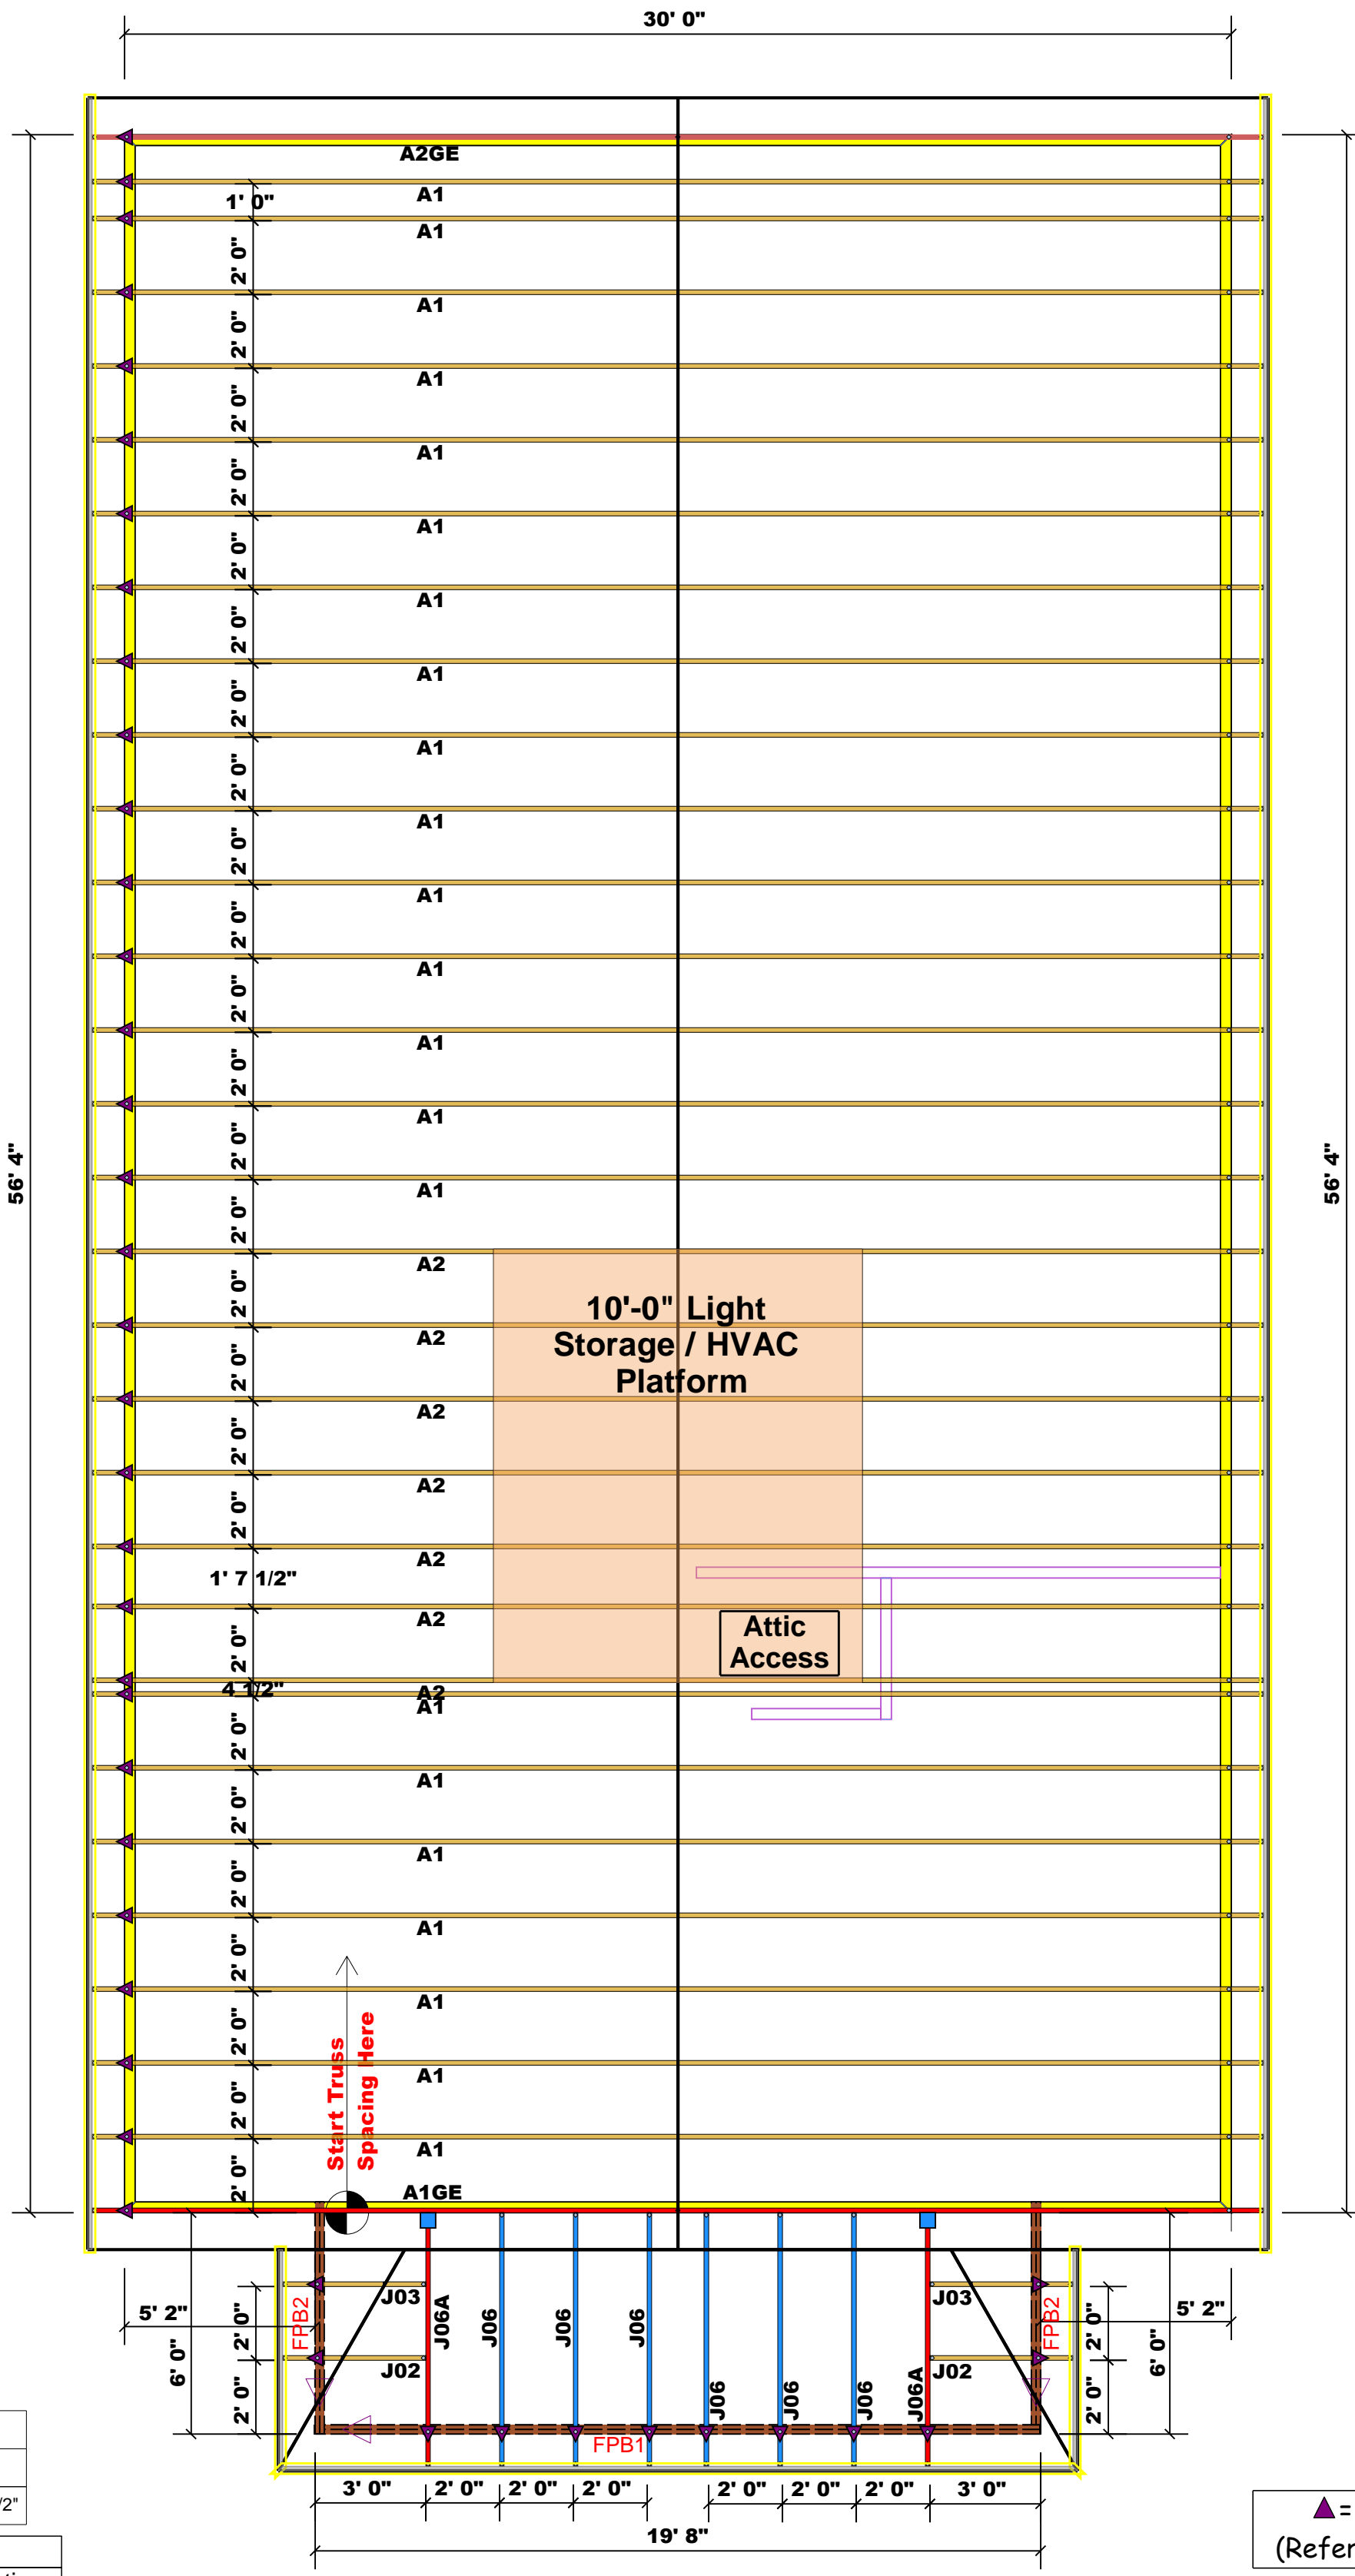 30' 0"
A2GE
1' 0"
A1
A1
2' 0"
A1
2' 0"
A1
2' 0"
A1
2' 0"
A1
2' 0"
A1
2' 0"
A1
2' 0"
A1
2' 0"
A1
2' 0"
A1
2' 0"
A1
2' 0"
A1
2' 0"
A1
56' 4"
56' 4"
2' 0"
A1
2' 0"
A2
10'-0" Light
Storage / HVAC
Platform
2' 0"
A2
2' 0"
A2
2' 0"
A2
2' 0"
A2
1' 7 1/2"
A2
Attic
Access
2' 0"
4 1/2"
A2
A1
2' 0"
A1
2' 0"
A1
2' 0"
A1
2' 0"
A1
2' 0"
A1
2' 0"
A1
Start Truss
Spacing Here
2' 0"
A1GE
5' 2"
6' 0"
2' 0"
2' 0"
FPB2
J03
J02
J06A
J06
J06
J06
J06
J06
J06
J06A
J03
J02
FPB2
2' 0"
2' 0"
6' 0"
5' 2"
FPB1
3' 0"
2' 0"
2' 0"
2' 0"
2' 0"
2' 0"
2' 0"
3' 0"
19' 8"
/2"
=
(Refer